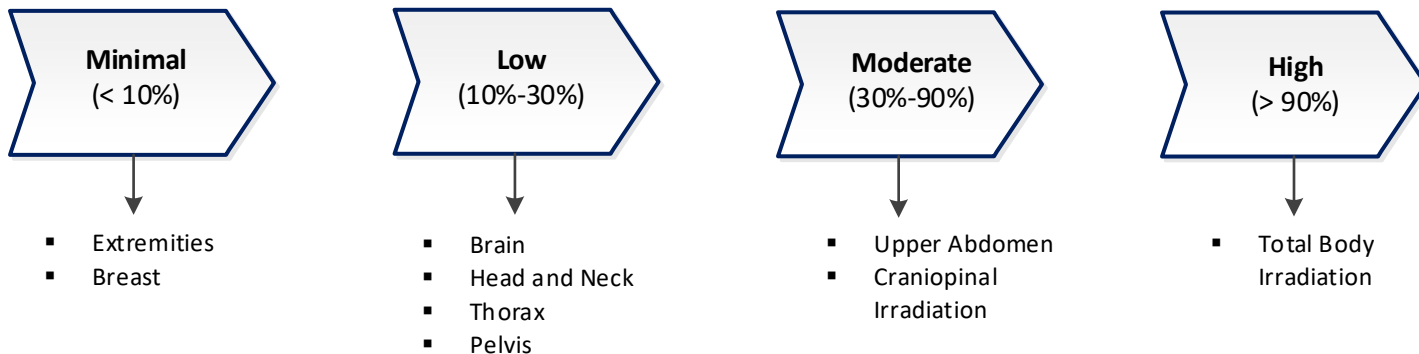 Minimal
(< 10%)
▪ Extremities
▪ Breast
Low
(10%-30%)
▪ Brain
▪ Head and Neck
▪ Thorax
▪ Pelvis
Moderate
(30%-90%)
▪ Upper Abdomen
▪ Craniopinal
Irradiation
High
(> 90%)
▪ Total Body
Irradiation